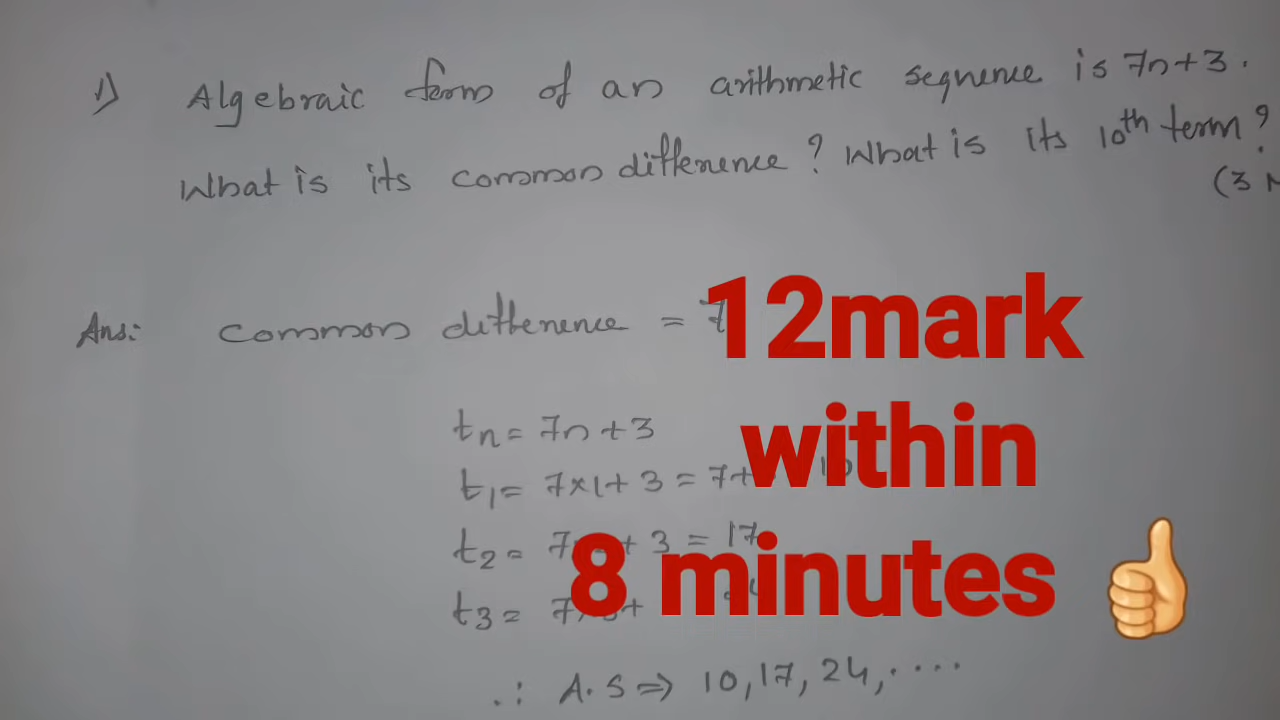 1) Algebraic form of an arithmetic sequence is 7n+3.
What is its common difference? What is its 10th term?
(3
Ans: common difference = 7
12mark
within
8 minutes 👍
tn = 7n+3
t1 = 7×1+3 = 7+
t2 = 7 + 3 = 17
t3 = 7 +
∴ A.S ⇒ 10, 17, 24, ....